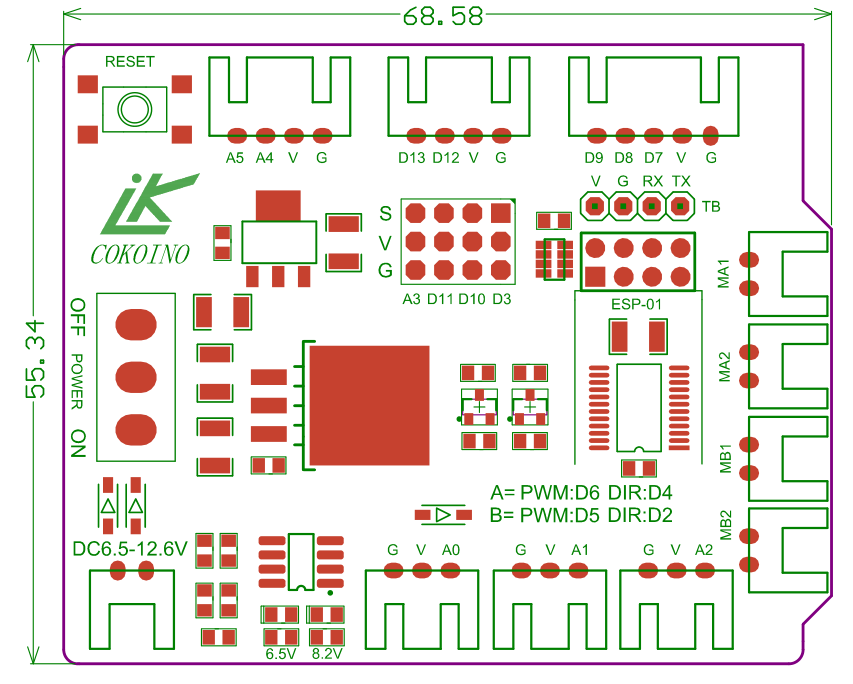 68.58
RESET
A5 A4 V G
D13 D12 V G
D9 D8 D7 V G
V G RX TX
TB
LK
COKOINO
S
V
G
A3 D11 D10 D3
ESP-01
MA1
55.34
OFF
POWER
ON
MA2
MB1
A= PWM:D6 DIR:D4
B= PWM:D5 DIR:D2
MB2
DC6.5-12.6V
G V A0
G V A1
G V A2
6.5V 8.2V